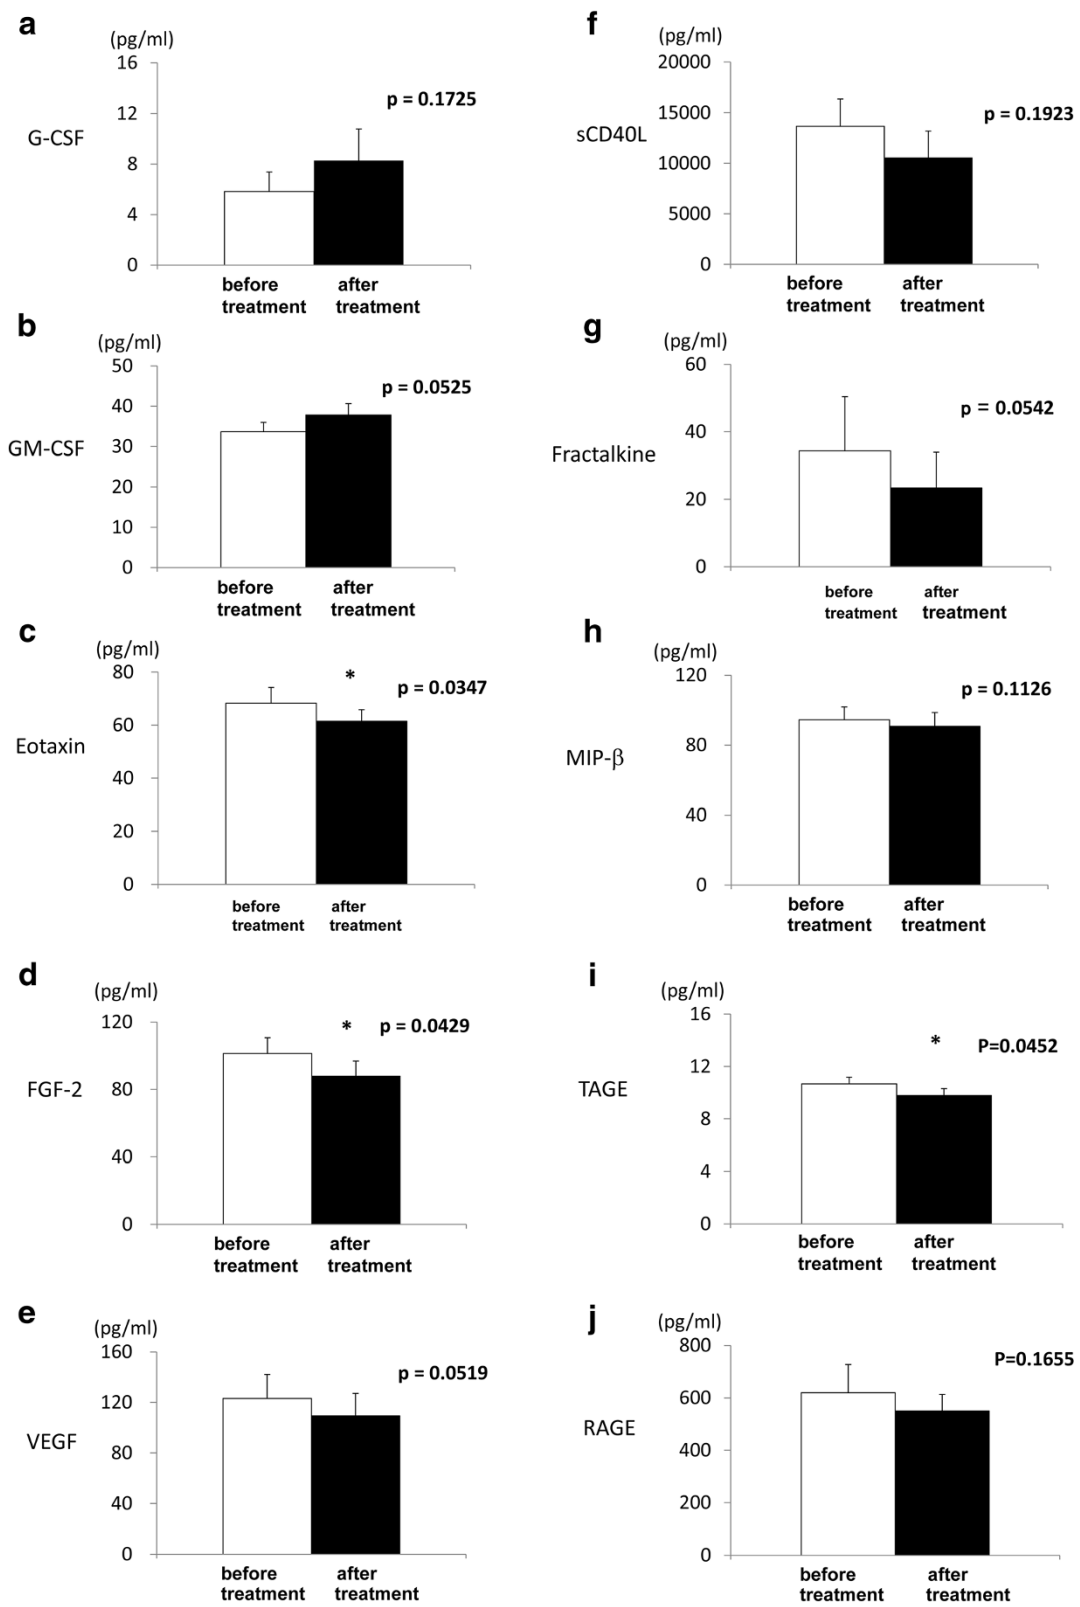 a
(pg/ml)
16
12
8
4
0
G-CSF
p = 0.1725
before after
treatment treatment
b
(pg/ml)
50
40
30
20
10
0
GM-CSF
p = 0.0525
before after
treatment treatment
c
(pg/ml)
80
60
40
20
0
Eotaxin
*
p = 0.0347
before after
treatment treatment
d
(pg/ml)
120
80
40
0
FGF-2
* p = 0.0429
before after
treatment treatment
e
(pg/ml)
160
120
80
40
0
VEGF
p = 0.0519
before after
treatment treatment
f
(pg/ml)
20000
15000
10000
5000
0
sCD40L
p = 0.1923
before after
treatment treatment
g
(pg/ml)
60
40
20
0
Fractalkine
p = 0.0542
before after
treatment treatment
h
(pg/ml)
120
80
40
0
MIP-β
p = 0.1126
before after
treatment treatment
i
(pg/ml)
16
12
8
4
0
TAGE
* P=0.0452
before after
treatment treatment
j
(pg/ml)
800
600
400
200
0
RAGE
P=0.1655
before after
treatment treatment